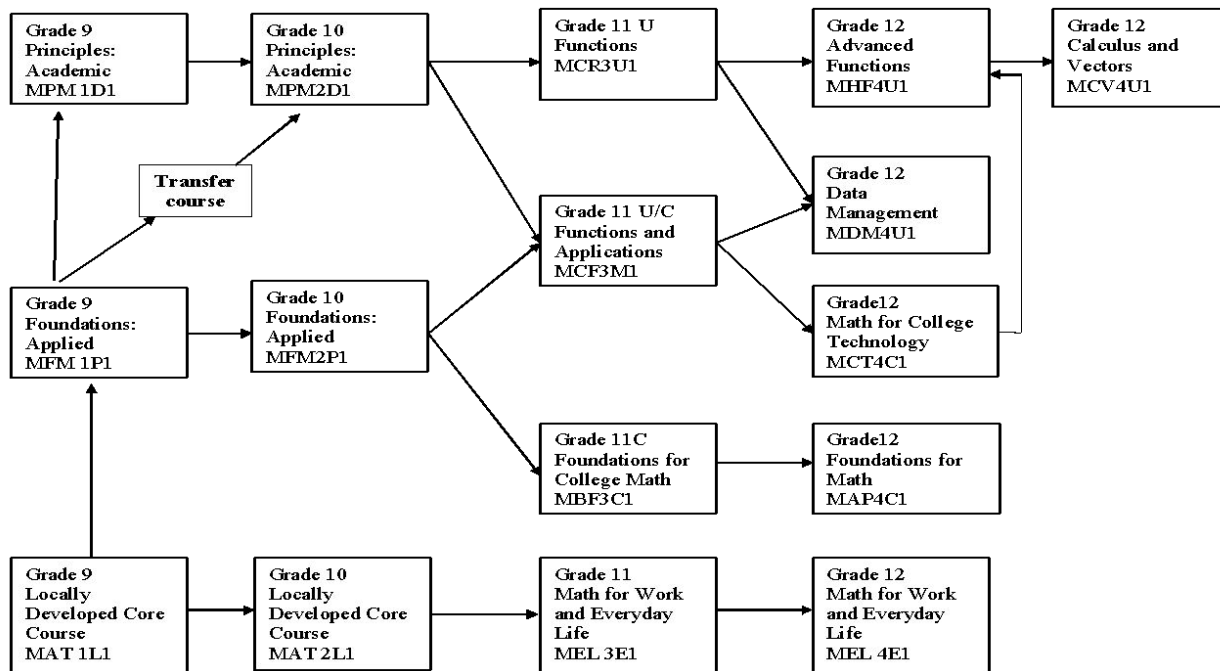 Grade 9
Principles:
Academic
MPM 1D1
Grade 10
Principles:
Academic
MPM2D1
Grade 11 U
Functions
MCR3U1
Grade 12
Advanced
Functions
MHF4U1
Grade 12
Calculus and
Vectors
MCV4U1
Transfer
course
Grade 12
Data
Management
MDM4U1
Grade 11 U/C
Functions and
Applications
MCF3M1
Grade 9
Foundations:
Applied
MFM 1P1
Grade 10
Foundations:
Applied
MFM2P1
Grade12
Math for College
Technology
MCT4C1
Grade 11C
Foundations for
College Math
MBF3C1
Grade12
Foundations for
Math
MAP4C1
Grade 9
Locally
Developed Core
Course
MAT 1L1
Grade 10
Locally
Developed Core
Course
MAT 2L1
Grade 11
Math for Work
and Everyday
Life
MEL 3E1
Grade 12
Math for Work
and Everyday
Life
MEL 4E1